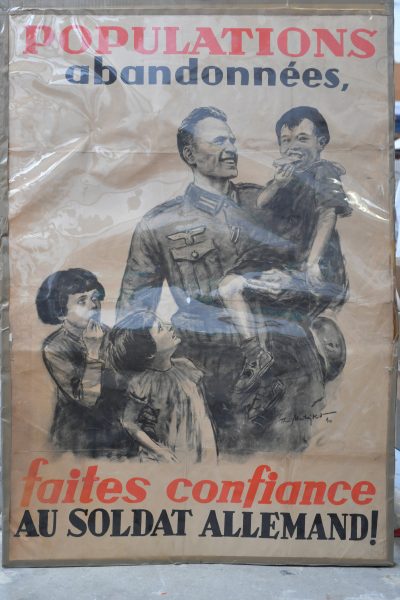 POPULATIONS
abandonnées,
faites confiance
AU SOLDAT ALLEMAND!